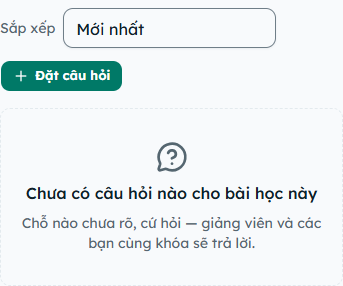 Sắp xếp Mới nhất
Đặt câu hỏi
Chưa có câu hỏi nào cho bài học này
Chỗ nào chưa rõ, cứ hỏi — giảng viên và các
bạn cùng khóa sẽ trả lời.